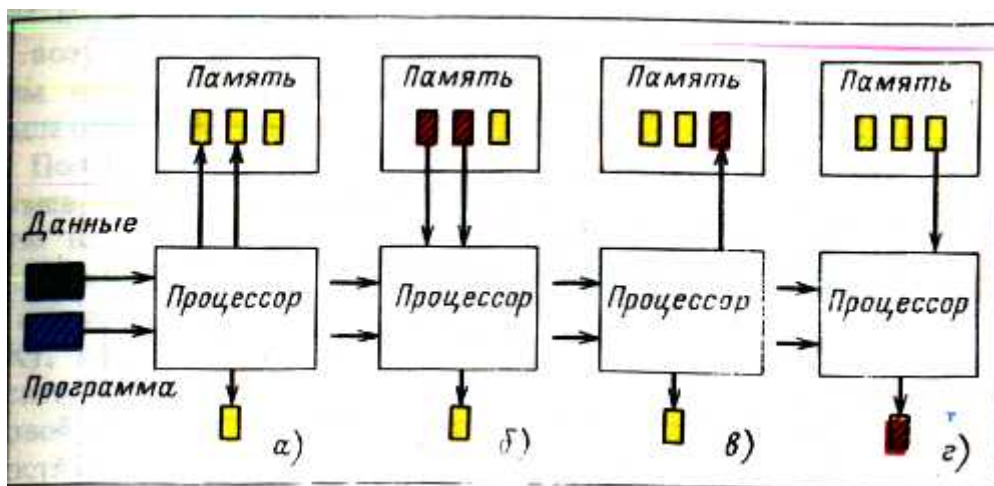 Память
Память
Память
Память
Данные
Процессор
Процессор
Процессор
Процессор
Программа
а)
б)
в)
г)